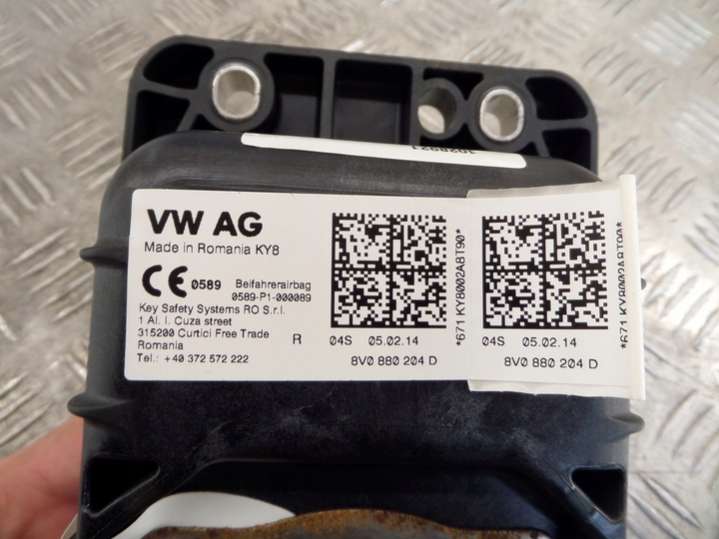 VW AG
Made in Romania KY8
CE 0589
Beifahrerairbag
0589-P1-000089
Key Safety Systems RO S.r.l.
1 Al. I. Cuza street
315200 Curtici Free Trade
Romania
Tel.: +40 372 572 222
R
04S 05.02.14
8V0 880 204 D
*671 KY8002A8T90*
04S 05.02.14
8V0 880 204 D
*671 KY8002A8T90*